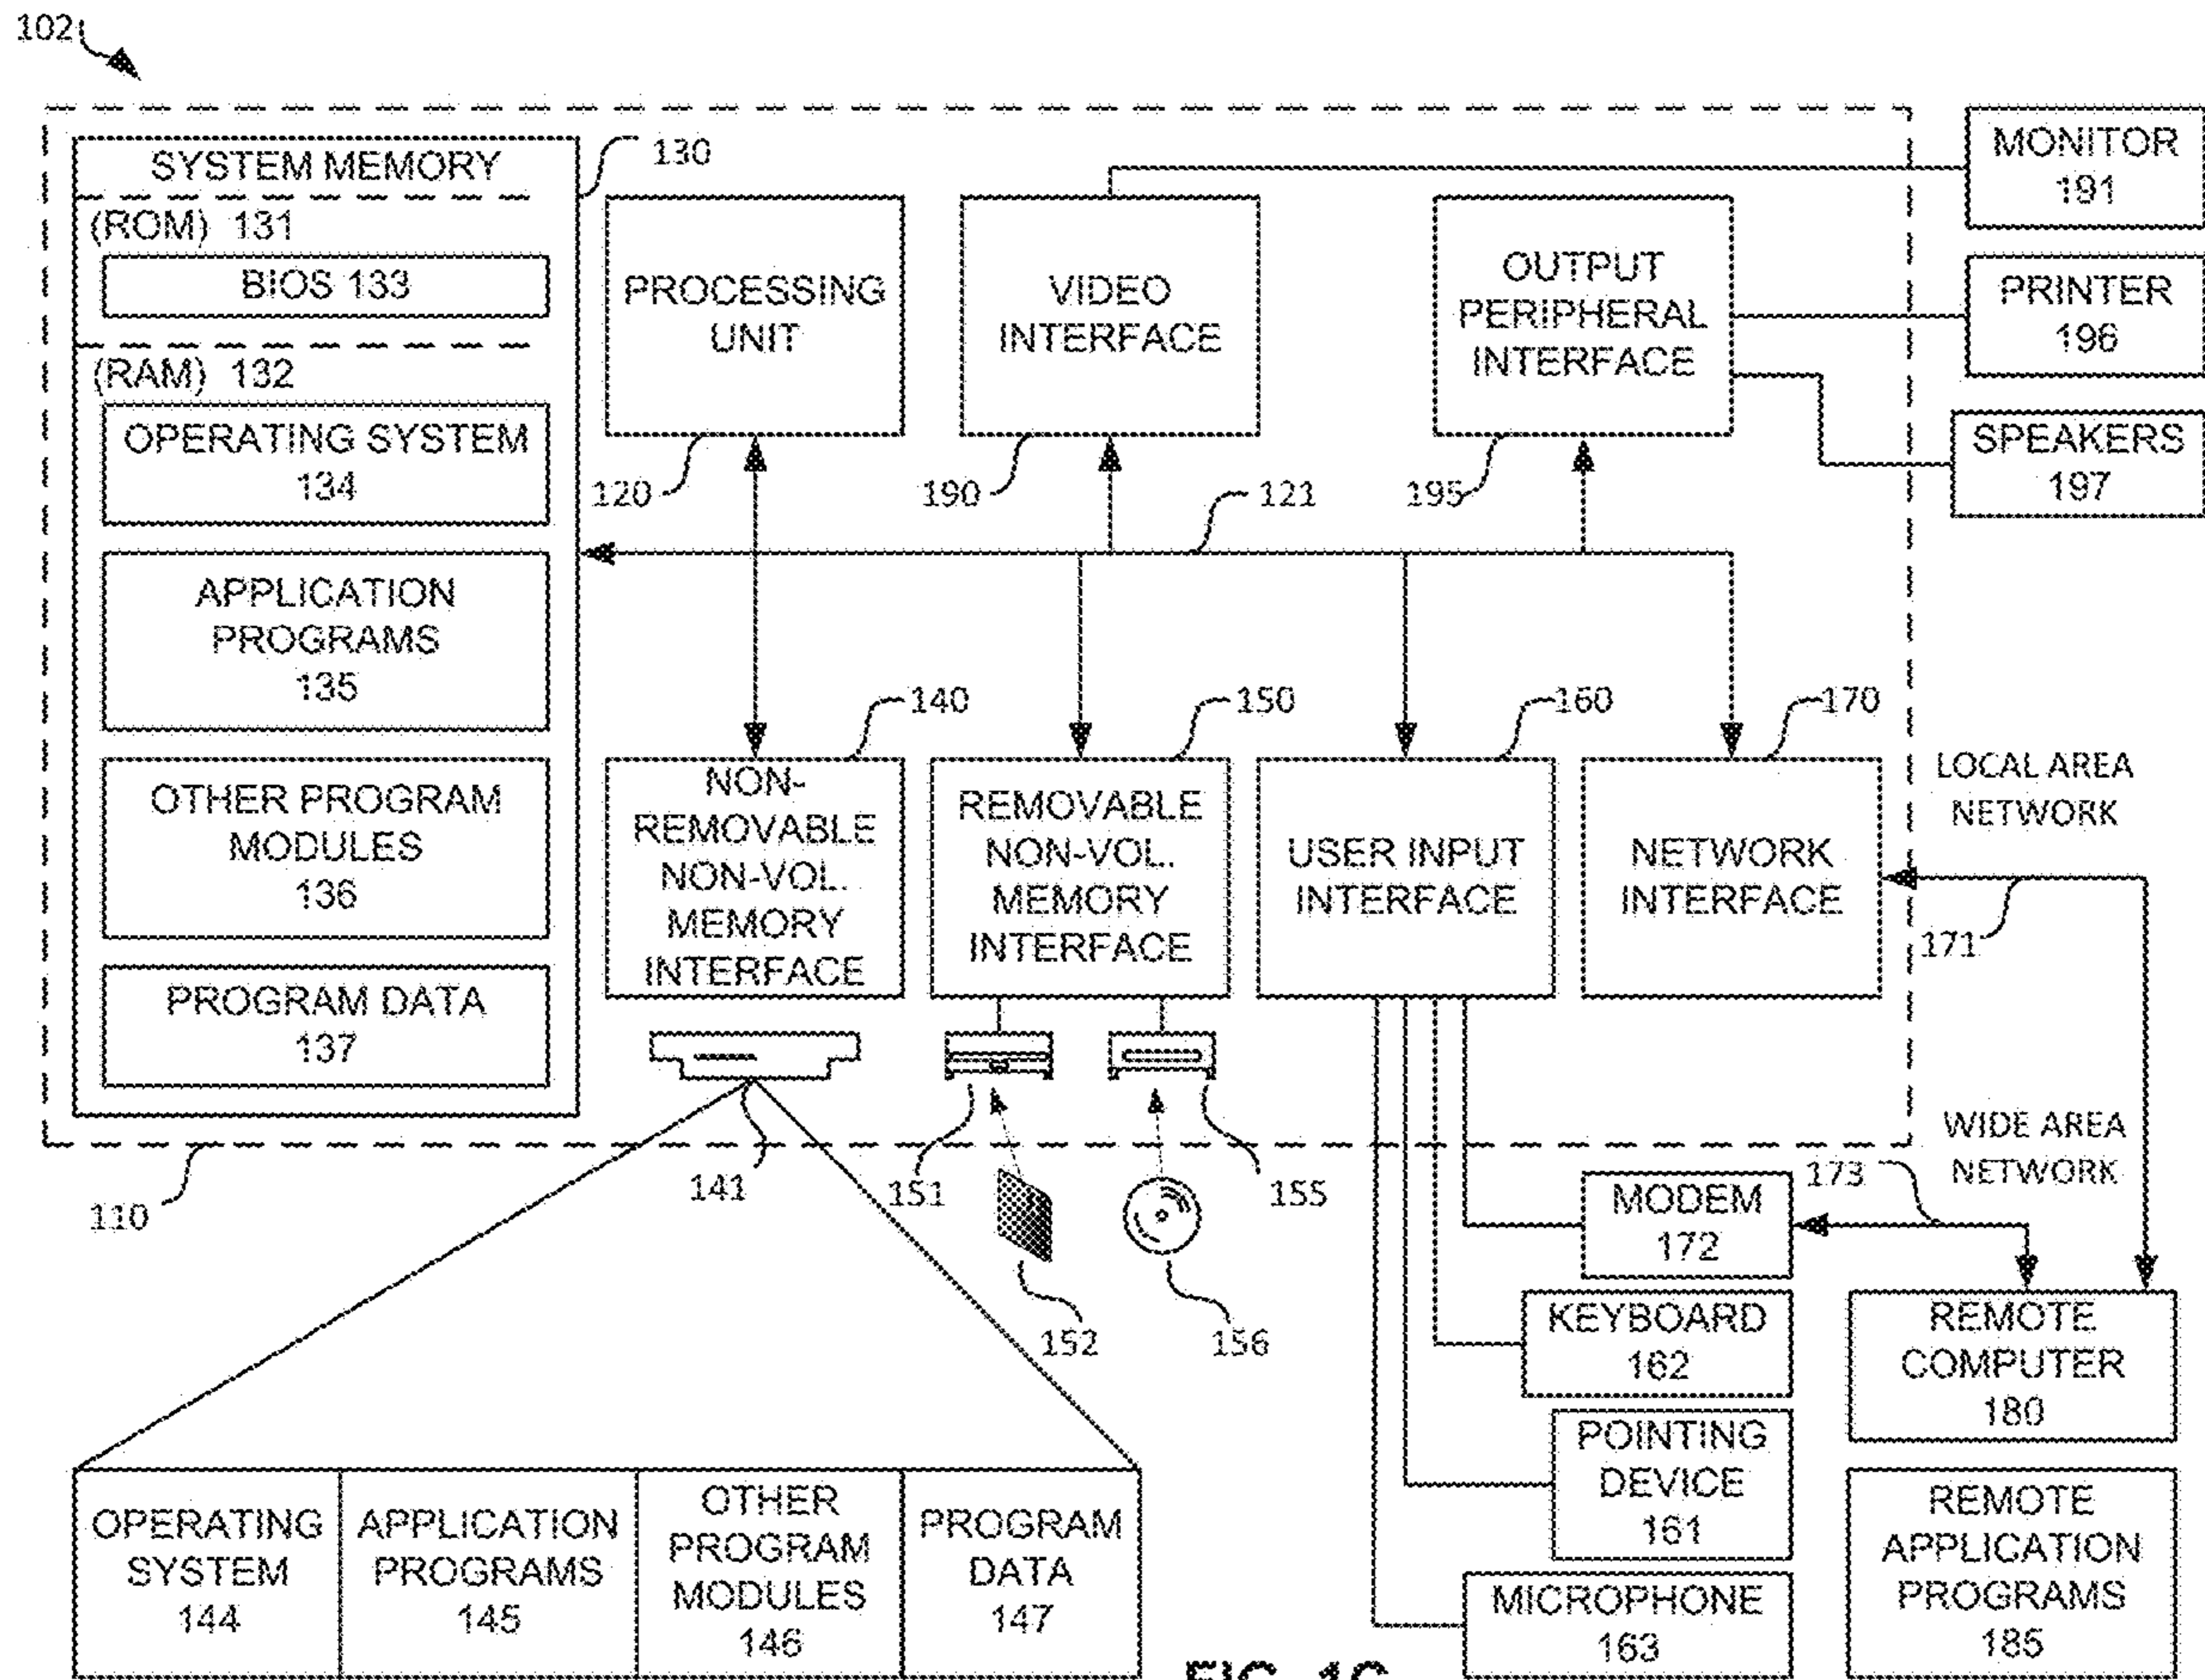 102
SYSTEM MEMORY
130
(ROM) 131
BIOS 133
(RAM) 132
OPERATING SYSTEM
134
APPLICATION
PROGRAMS
135
OTHER PROGRAM
MODULES
136
PROGRAM DATA
137
PROCESSING
UNIT
120
VIDEO
INTERFACE
190
121
OUTPUT
PERIPHERAL
INTERFACE
195
MONITOR
191
PRINTER
196
SPEAKERS
197
140
NON-
REMOVABLE
NON-VOL.
MEMORY
INTERFACE
150
REMOVABLE
NON-VOL.
MEMORY
INTERFACE
160
USER INPUT
INTERFACE
170
NETWORK
INTERFACE
LOCAL AREA
NETWORK
171
110
141
151
152
155
156
WIDE AREA
NETWORK
173
MODEM
172
KEYBOARD
162
POINTING
DEVICE
161
MICROPHONE
163
REMOTE
COMPUTER
180
REMOTE
APPLICATION
PROGRAMS
185
OPERATING
SYSTEM
144
APPLICATION
PROGRAMS
145
OTHER
PROGRAM
MODULES
146
PROGRAM
DATA
147
FIG. 1C